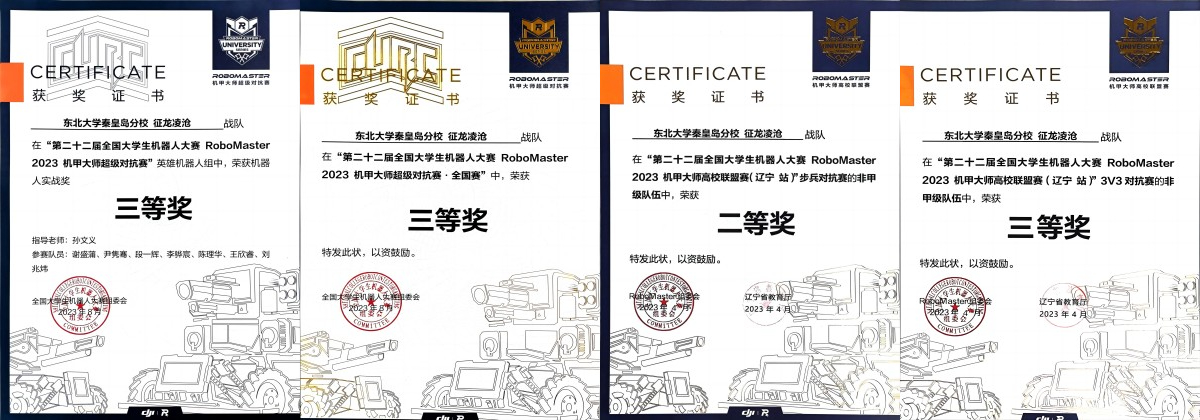 ROBOMASTER
UNIVERSITY
SERIES
ROBOMASTER
机甲大师超级对抗赛
CERTIFICATE
获奖证书
东北大学秦皇岛分校 征龙凌沧 战队
在“第二十二届全国大学生机器人大赛 RoboMaster
2023 机甲大师超级对抗赛”英雄机器人组中，荣获机器
人实战奖
三等奖
指导老师：孙文义
参赛队员：谢盛蒲、尹隽骞、段一辉、李晔宸、陈理华、王欣睿、刘
兆炜
全国大学生机器人大赛组委会
2023 年 8 月
COMMITTEE
dji R
UNIVERSITY
ROBOMASTER
机甲大师超级对抗赛
CERTIFICATE
获奖证书
东北大学秦皇岛分校 征龙凌沧 战队
在“第二十二届全国大学生机器人大赛 RoboMaster
2023 机甲大师超级对抗赛·全国赛”中，荣获
三等奖
特发此状，以资鼓励。
全国大学生机器人大赛组委会
2023 年 8 月
COMMITTEE
dji R
UNIVERSITY
ROBOMASTER
机甲大师高校联盟赛
CERTIFICATE
获奖证书
东北大学秦皇岛分校 征龙凌沧 战队
在“第二十二届全国大学生机器人大赛 RoboMaster
2023 机甲大师高校联盟赛（辽宁 站）”步兵对抗赛的非甲
级队伍中，荣获
二等奖
特发此状，以资鼓励。
RoboMaster组委会
2023 年 4 月
COMMITTEE
辽宁省教育厅
2023 年 4 月
dji R
UNIVERSITY
ROBOMASTER
机甲大师高校联盟赛
CERTIFICATE
获奖证书
东北大学秦皇岛分校 征龙凌沧 战队
在“第二十二届全国大学生机器人大赛 RoboMaster
2023 机甲大师高校联盟赛（辽宁 站）”3V3 对抗赛的非
甲级队伍中，荣获
三等奖
特发此状，以资鼓励。
RoboMaster组委会
2023 年 4 月
COMMITTEE
辽宁省教育厅
2023 年 4 月
dji R